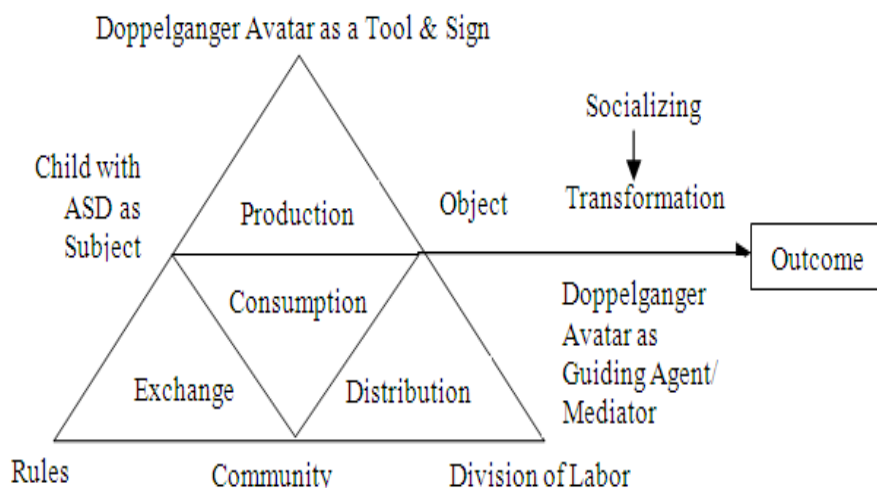 Doppelganger Avatar as a Tool & Sign
Socializing
Child with
ASD as
Subject
Production
Object
Transformation
Outcome
Consumption
Doppelganger
Avatar as
Guiding Agent/
Mediator
Exchange
Distribution
Rules
Community
Division of Labor